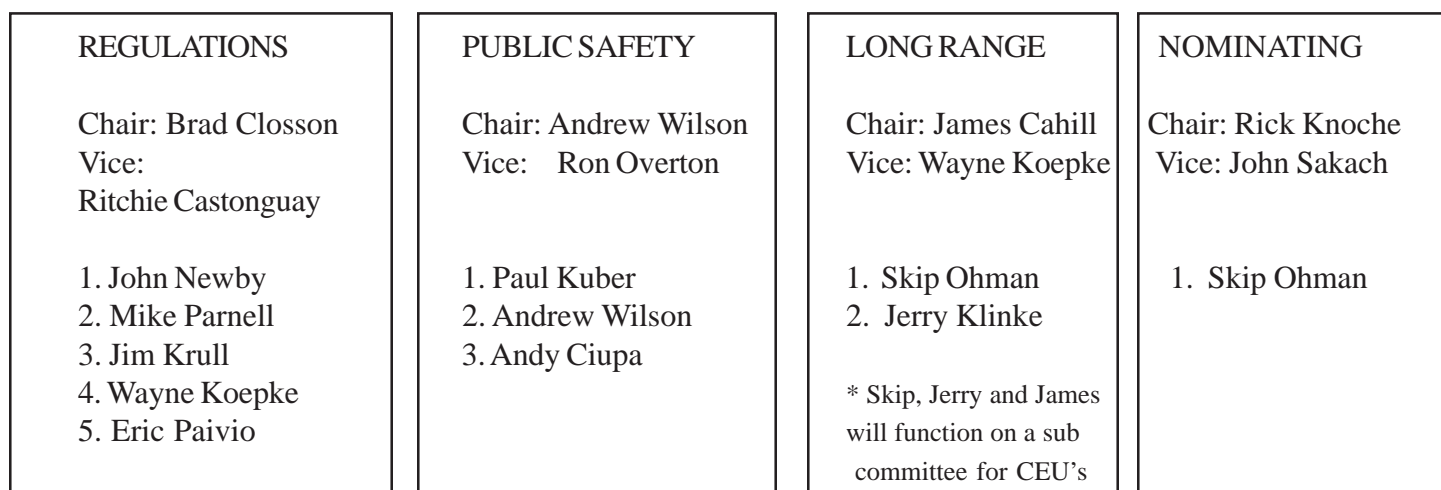 REGULATIONS
Chair: Brad Closson
Vice:
Ritchie Castonguay
1. John Newby
2. Mike Parnell
3. Jim Krull
4. Wayne Koepke
5. Eric Paivio
PUBLIC SAFETY
Chair: Andrew Wilson
Vice: Ron Overton
1. Paul Kuber
2. Andrew Wilson
3. Andy Ciupa
LONG RANGE
Chair: James Cahill
Vice: Wayne Koepke
1. Skip Ohman
2. Jerry Klinke
* Skip, Jerry and James
will function on a sub
committee for CEU's
NOMINATING
Chair: Rick Knoche
Vice: John Sakach
1. Skip Ohman